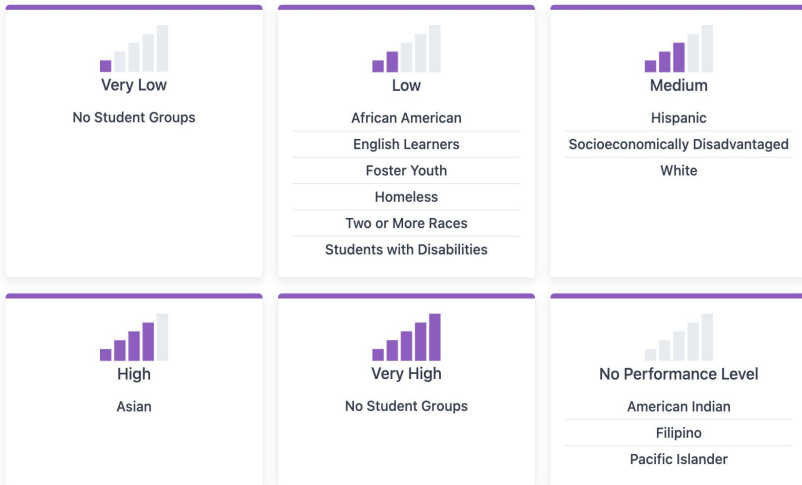 Very Low
No Student Groups
Low
African American
English Learners
Foster Youth
Homeless
Two or More Races
Students with Disabilities
Medium
Hispanic
Socioeconomically Disadvantaged
White
High
Asian
Very High
No Student Groups
No Performance Level
American Indian
Filipino
Pacific Islander